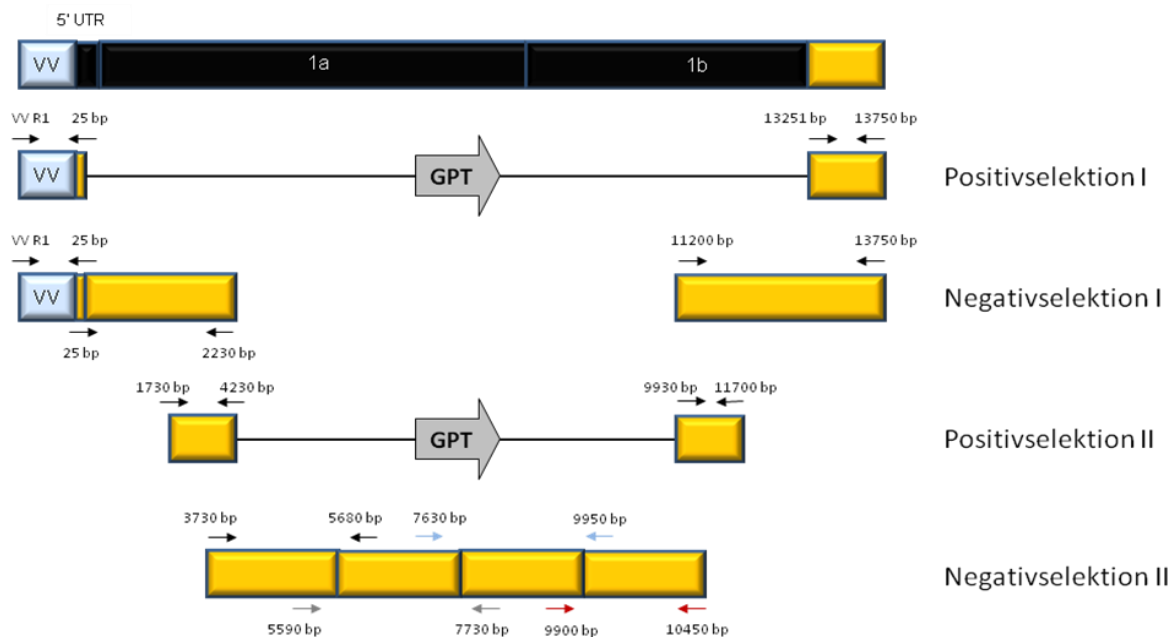 5' UTR
VV 1a 1b
VV R1 25 bp 13251 bp 13750 bp
VV GPT Positivselektion I
VV R1 25 bp 11200 bp 13750 bp
VV Negativselektion I
25 bp 2230 bp
1730 bp 4230 bp 9930 bp 11700 bp
GPT Positivselektion II
3730 bp 5680 bp 7630 bp 9950 bp
Negativselektion II
5590 bp 7730 bp 9900 bp 10450 bp